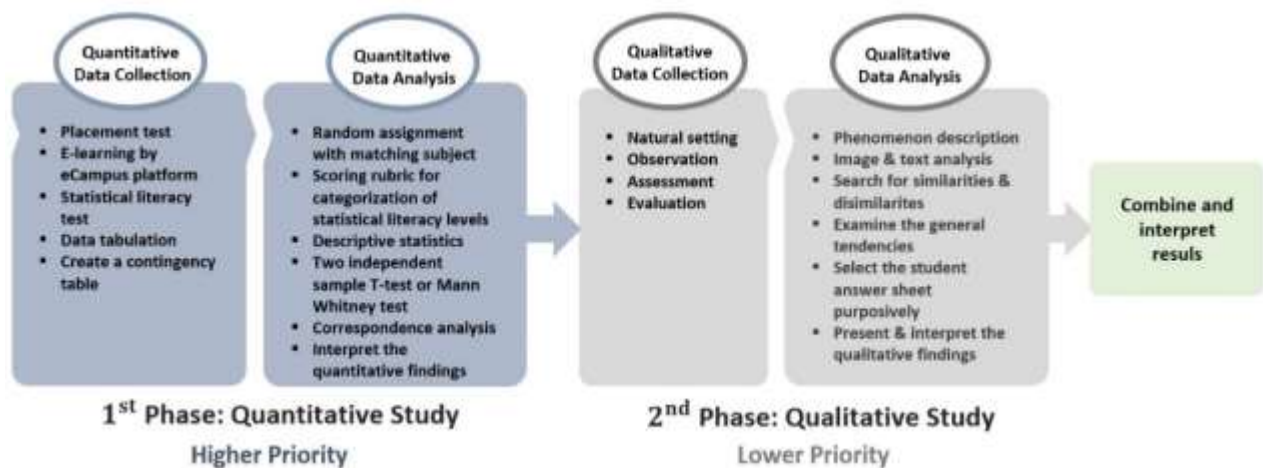 Quantitative
Data Collection
▪ Placement test
▪ E-learning by
eCampus platform
▪ Statistical literacy
test
▪ Data tabulation
▪ Create a contingency
table
Quantitative
Data Analysis
▪ Random assignment
with matching subject
▪ Scoring rubric for
categorization of
statistical literacy levels
▪ Descriptive statistics
▪ Two independent
sample T-test or Mann
Whitney test
▪ Correspondence analysis
▪ Interpret the
quantitative findings
1st Phase: Quantitative Study
Higher Priority
Qualitative
Data Collection
▪ Natural setting
▪ Observation
▪ Assessment
▪ Evaluation
Qualitative
Data Analysis
▪ Phenomenon description
▪ Image & text analysis
▪ Search for similarities &
disimilarites
▪ Examine the general
tendencies
▪ Select the student
answer sheet
purposively
▪ Present & interpret the
qualitative findings
2nd Phase: Qualitative Study
Lower Priority
Combine and
interpret
resuls